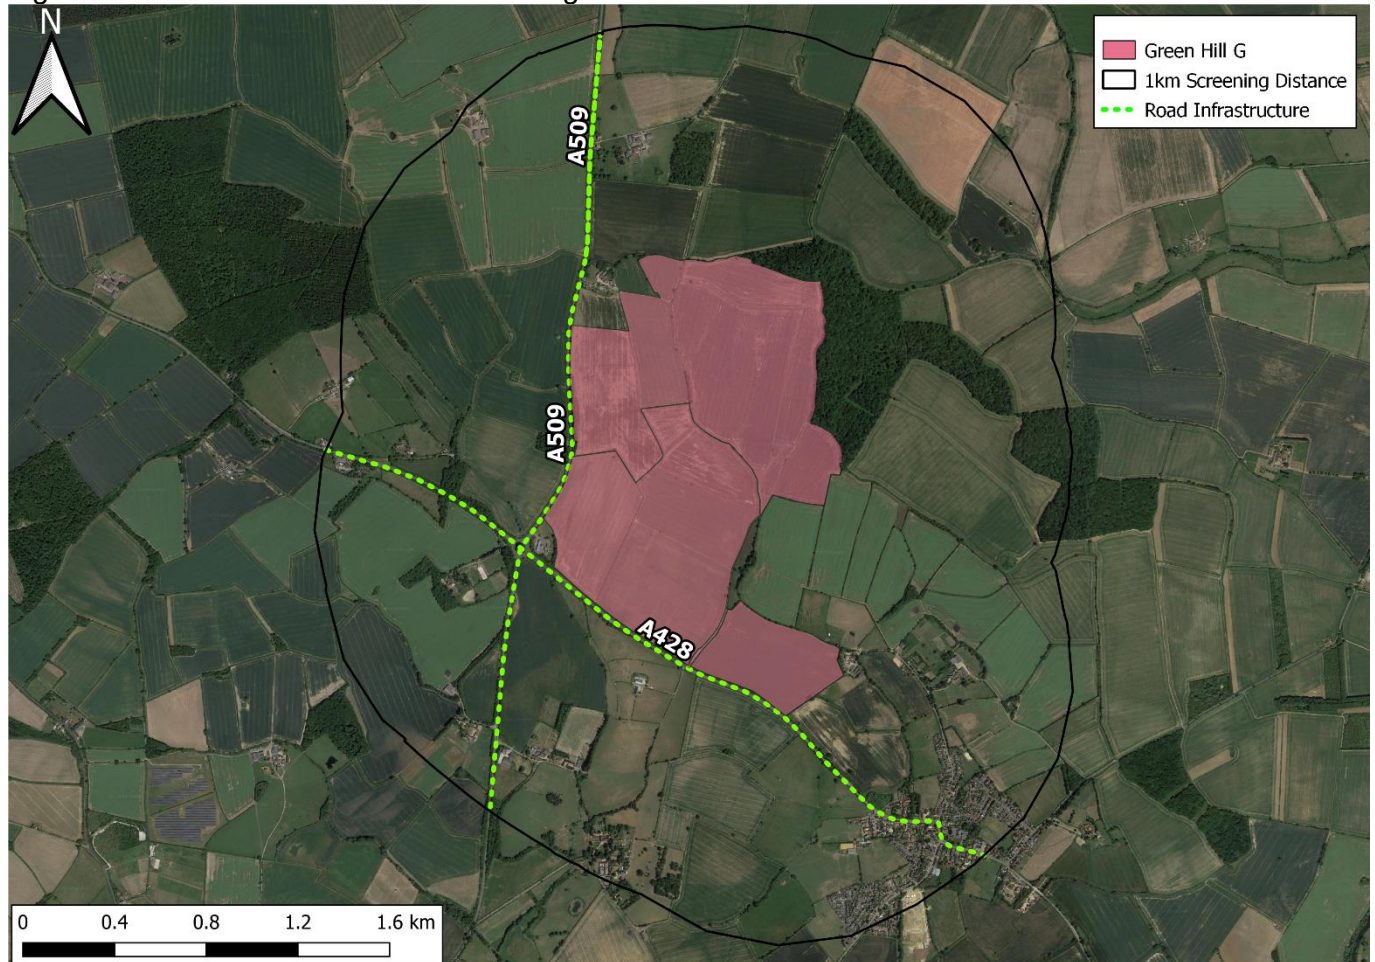 N
Green Hill G
1km Screening Distance
Road Infrastructure
A509
A509
A428
0 0.4 0.8 1.2 1.6 km